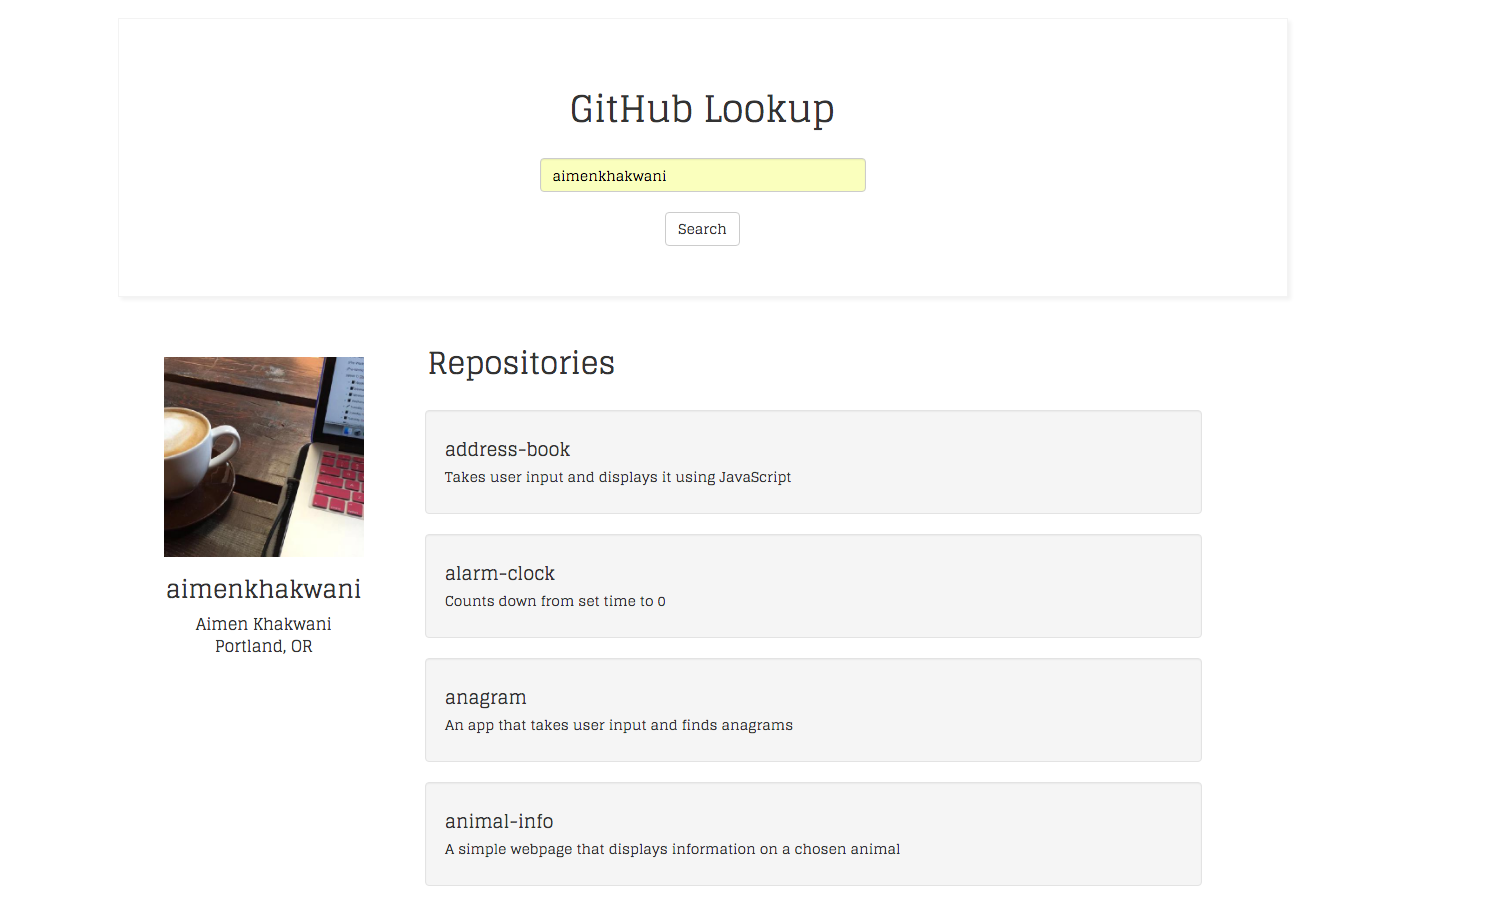 GitHub Lookup
aimenkhakwani
Search
Repositories
address-book
Takes user input and displays it using JavaScript
alarm-clock
Counts down from set time to 0
anagram
An app that takes user input and finds anagrams
animal-info
A simple webpage that displays information on a chosen animal
aimenkhakwani
Aimen Khakwani
Portland, OR